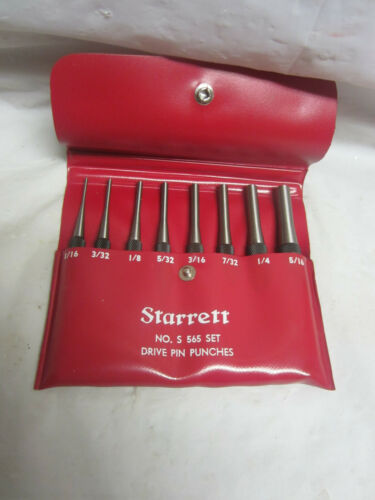 1/16 3/32 1/8 5/32 3/16 7/32 1/4 5/16
Starrett
NO. S 565 SET
DRIVE PIN PUNCHES